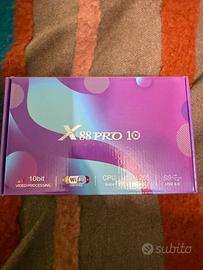 X88 PRO 10
10bit
VIDEO PROCESSING
WiFi
CPU
USB 3.0
subito